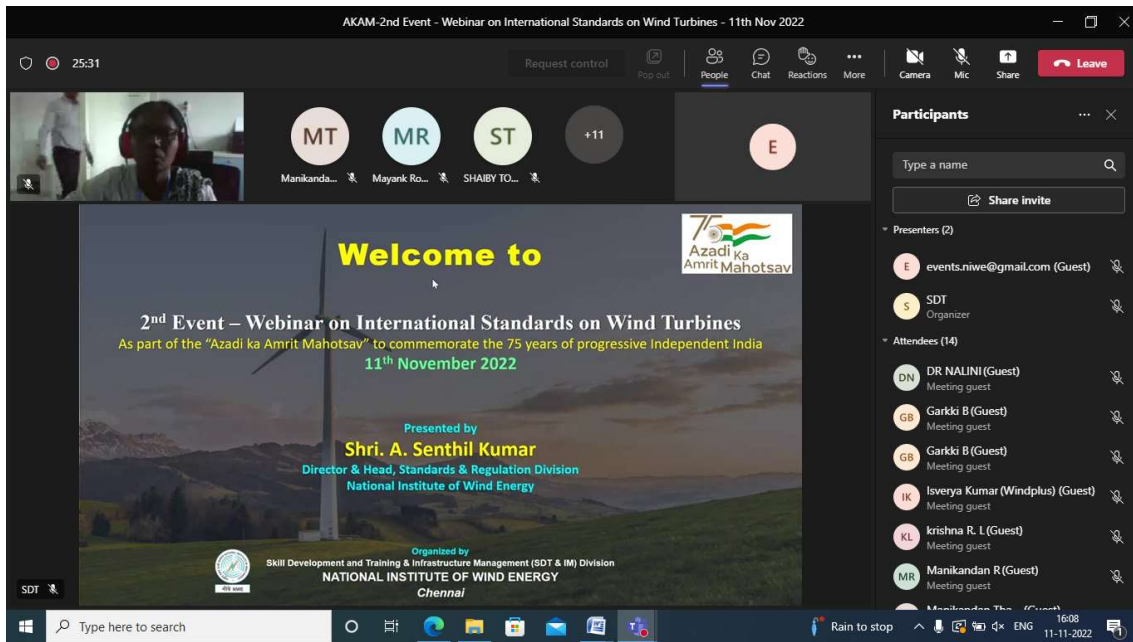 AKAM-2nd Event - Webinar on International Standards on Wind Turbines - 11th Nov 2022
25:31
Request control
Pop out
People
Chat
Reactions
More
Camera
Mic
Share
Leave
MT
MR
ST
+11
E
Manikanda...
Mayank Ro...
SHAIBY TO...
Welcome to
75
Azadi Ka
Amrit Mahotsav
2nd Event – Webinar on International Standards on Wind Turbines
As part of the “Azadi ka Amrit Mahotsav” to commemorate the 75 years of progressive Independent India
11th November 2022
Presented by
Shri. A. Senthil Kumar
Director & Head, Standards & Regulation Division
National Institute of Wind Energy
Organized by
Skill Development and Training & Infrastructure Management (SDT & IM) Division
NATIONAL INSTITUTE OF WIND ENERGY
Chennai
SDT
Participants
Type a name
Share invite
Presenters (2)
E
events.niwe@gmail.com (Guest)
S
SDT
Organizer
Attendees (14)
DN
DR NALINI (Guest)
Meeting guest
GB
Garkki B (Guest)
Meeting guest
GB
Garkki B (Guest)
Meeting guest
IK
Isverya Kumar (Windplus) (Guest)
Meeting guest
KL
krishna R. L (Guest)
Meeting guest
MR
Manikandan R (Guest)
Meeting guest
Type here to search
Rain to stop
ENG
16:08
11-11-2022
1